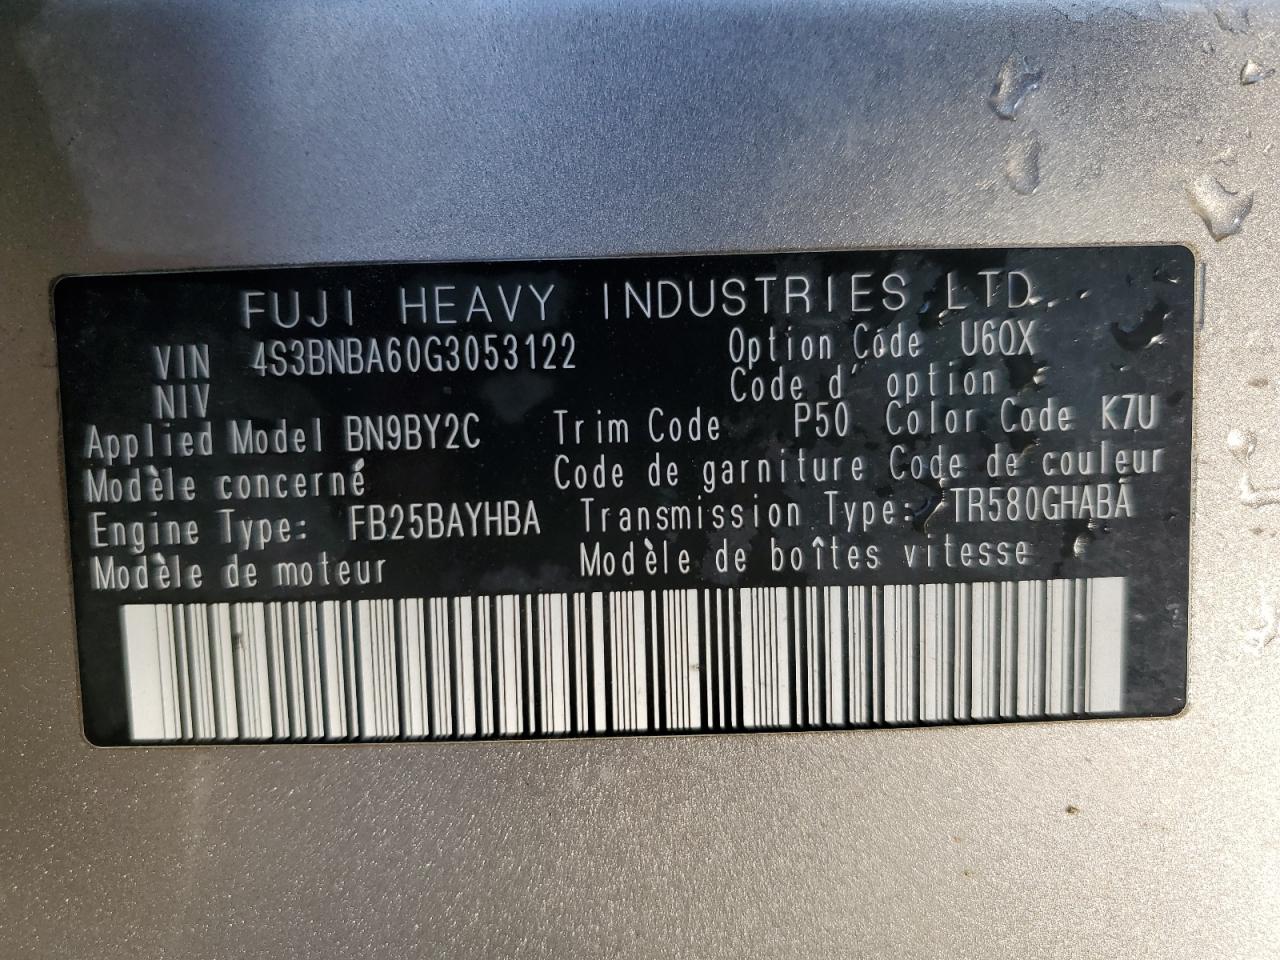 FUJI HEAVY INDUSTRIES LTD.
VIN 4S3BNBA60G3053122 Option Code U6QX
NIV Code d' option
Applied Model BN9BY2C Trim Code P50 Color Code K7U
Modèle concerné Code de garniture Code de couleur
Engine Type: FB25BAYHBA Transmission Type: TR580GHABA
Modèle de moteur Modèle de boîtes vitesse